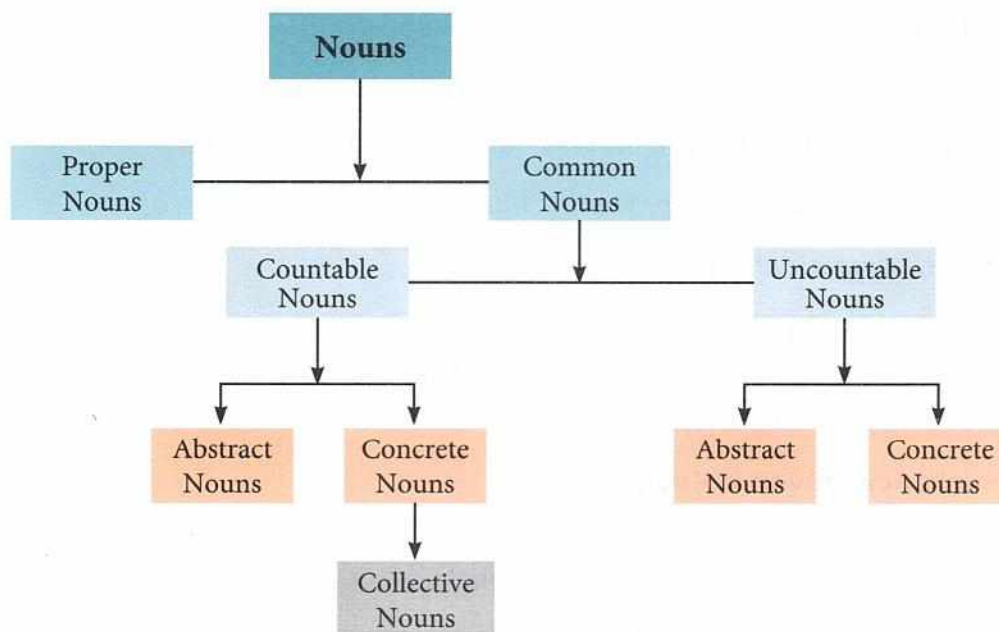 Nouns
Proper
Nouns
Common
Nouns
Countable
Nouns
Uncountable
Nouns
Abstract
Nouns
Concrete
Nouns
Abstract
Nouns
Concrete
Nouns
Collective
Nouns